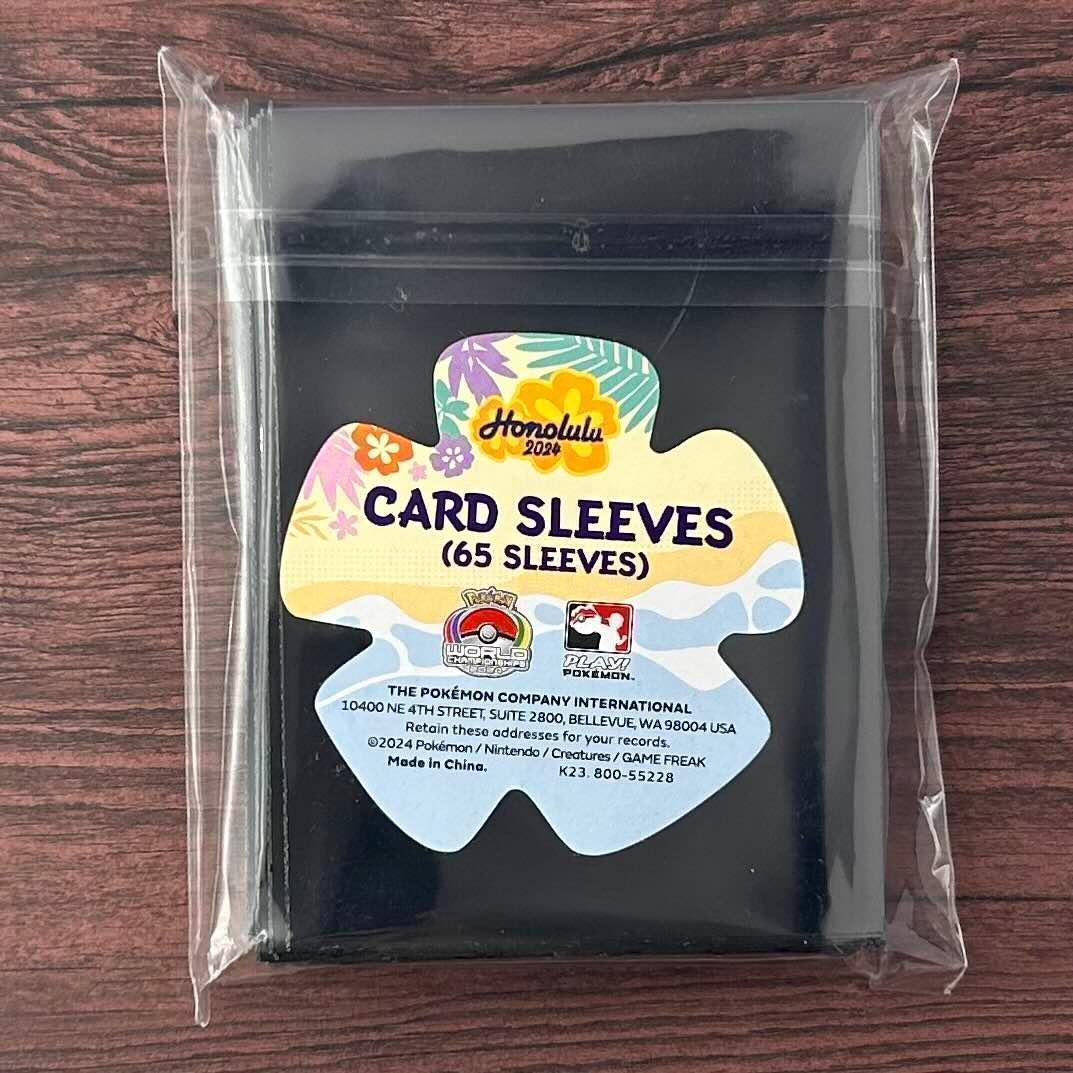 Honolulu
2024
CARD SLEEVES
(65 SLEEVES)
Pokémon
WORLD
CHAMPIONSHIPS
2024
PLAY!
POKÉMON™
THE POKÉMON COMPANY INTERNATIONAL
10400 NE 4TH STREET, SUITE 2800, BELLEVUE, WA 98004 USA
Retain these addresses for your records.
©2024 Pokémon / Nintendo / Creatures / GAME FREAK
Made in China. K23. 800-55228